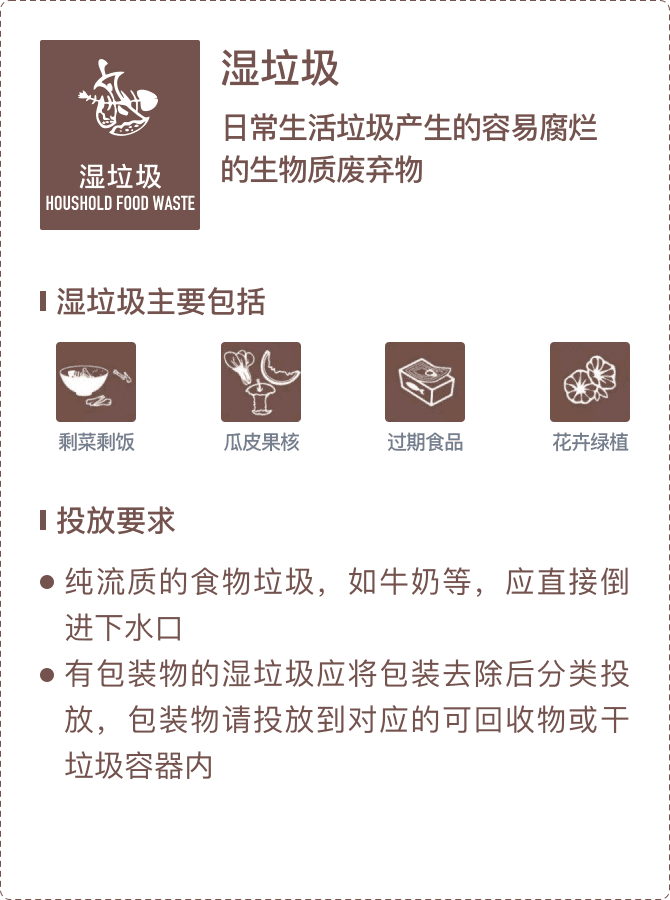 湿垃圾
HOUSHOLD FOOD WASTE
湿垃圾
日常生活垃圾产生的容易腐烂
的生物质废弃物
湿垃圾主要包括
剩菜剩饭
瓜皮果核
过期食品
花卉绿植
投放要求
纯流质的食物垃圾，如牛奶等，应直接倒
进下水口
有包装物的湿垃圾应将包装去除后分类投
放，包装物请投放到对应的可回收物或干
垃圾容器内